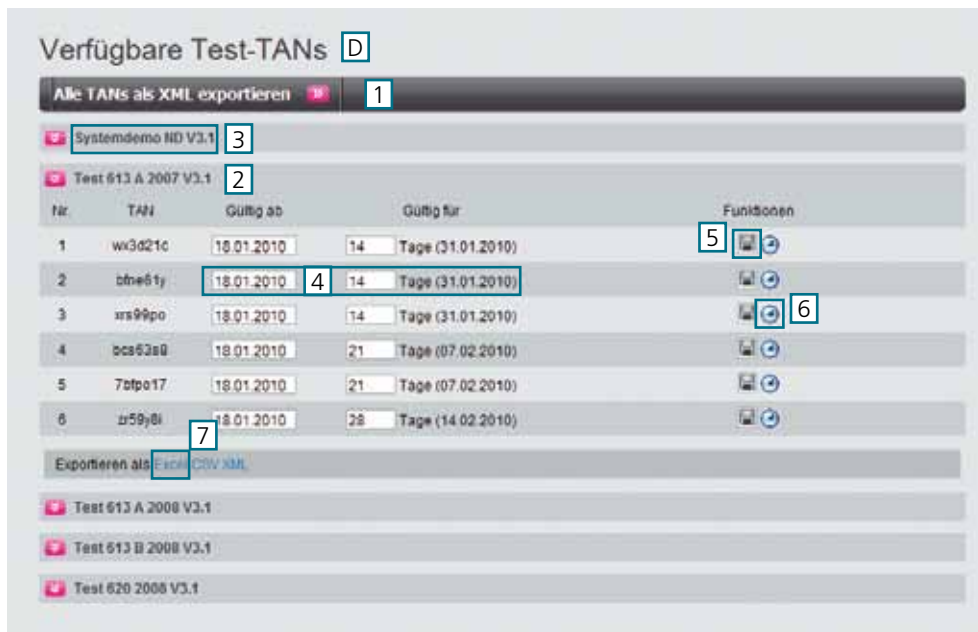 Verfügbare Test-TANs D
Alle TANs als XML exportieren 1
Systemdemo ND V3.1 3
Test 613 A 2007 V3.1 2
Nr. TAN Gültig ab Gültig für Funktionen
1 wx3d21c 18.01.2010 14 Tage (31.01.2010) 5
2 bfne61y 18.01.2010 4 14 Tage (31.01.2010)
3 xrs99po 18.01.2010 14 Tage (31.01.2010) 6
4 18.01.2010 21 Tage (07.02.2010)
5 18.01.2010 21 Tage (07.02.2010)
6 18.01.2010 28 Tage (14.02.2010)
7
Exportieren als Excel CSV XML
Test 613 A 2008 V3.1
Test 613 B 2008 V3.1
Test 620 2008 V3.1